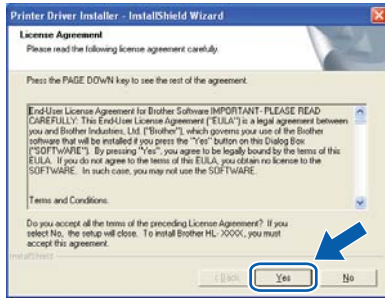 Printer Driver Installer - InstallShield Wizard
License Agreement
Please read the following license agreement carefully.
Press the PAGE DOWN key to see the rest of the agreement.
End-User License Agreement for Brother Software IMPORTANT- PLEASE READ
CAREFULLY: This End-User License Agreement ("EULA") is a legal agreement between
you and Brother Industries, Ltd. ("Brother"), which governs your use of the Brother
software that will be installed if you press the "Yes" button on this Dialog Box
("SOFTWARE"). By pressing "Yes", you agree to be legally bound by the terms of this
EULA. If you do not agree to the terms of this EULA, you obtain no license to the
SOFTWARE. In such case, you may not use the SOFTWARE.
Terms and Conditions.
Do you accept all the terms of the preceding License Agreement? If you
select No, the setup will close. To install Brother HL-XXXX, you must
accept this agreement.
InstallShield
< Back Yes No